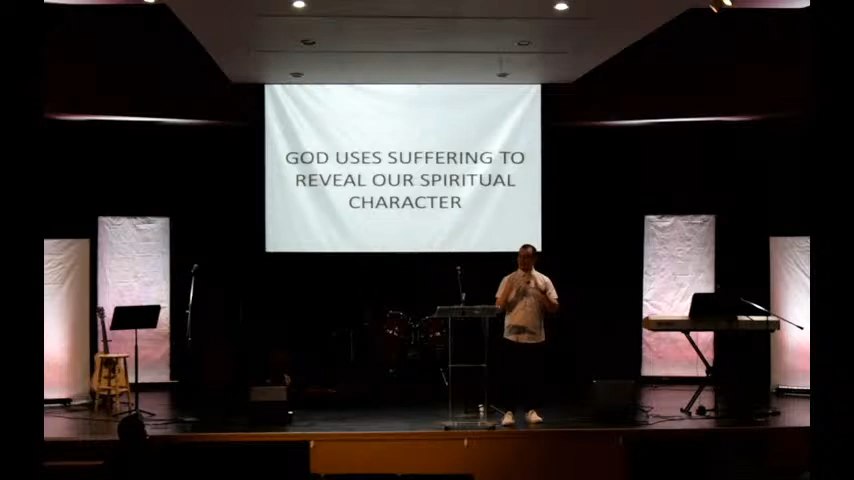 GOD USES SUFFERING TO
REVEAL OUR SPIRITUAL
CHARACTER